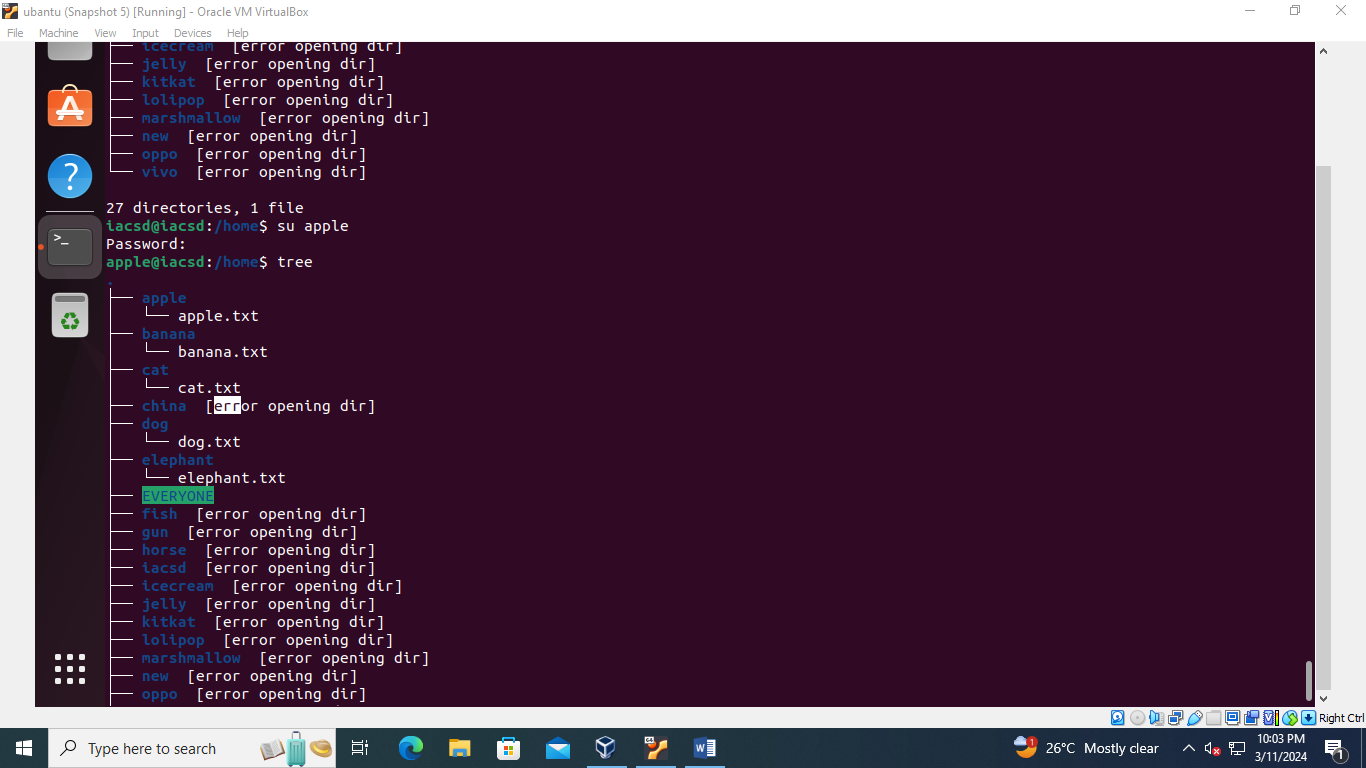 ubantu (Snapshot 5) [Running] - Oracle VM VirtualBox
File Machine View Input Devices Help
├── icecream [error opening dir]
├── jelly [error opening dir]
├── kitkat [error opening dir]
├── lolipop [error opening dir]
├── marshmallow [error opening dir]
├── new [error opening dir]
├── oppo [error opening dir]
└── vivo [error opening dir]
27 directories, 1 file
iacsd@iacsd:/home$ su apple
Password:
apple@iacsd:/home$ tree
.
├── apple
│   └── apple.txt
├── banana
│   └── banana.txt
├── cat
│   └── cat.txt
├── china [error opening dir]
├── dog
│   └── dog.txt
├── elephant
│   └── elephant.txt
├── EVERYONE
├── fish [error opening dir]
├── gun [error opening dir]
├── horse [error opening dir]
├── iacsd [error opening dir]
├── icecream [error opening dir]
├── jelly [error opening dir]
├── kitkat [error opening dir]
├── lolipop [error opening dir]
├── marshmallow [error opening dir]
├── new [error opening dir]
├── oppo [error opening dir]
Right Ctrl
Type here to search
1
26°C Mostly clear
10:03 PM
3/11/2024
1